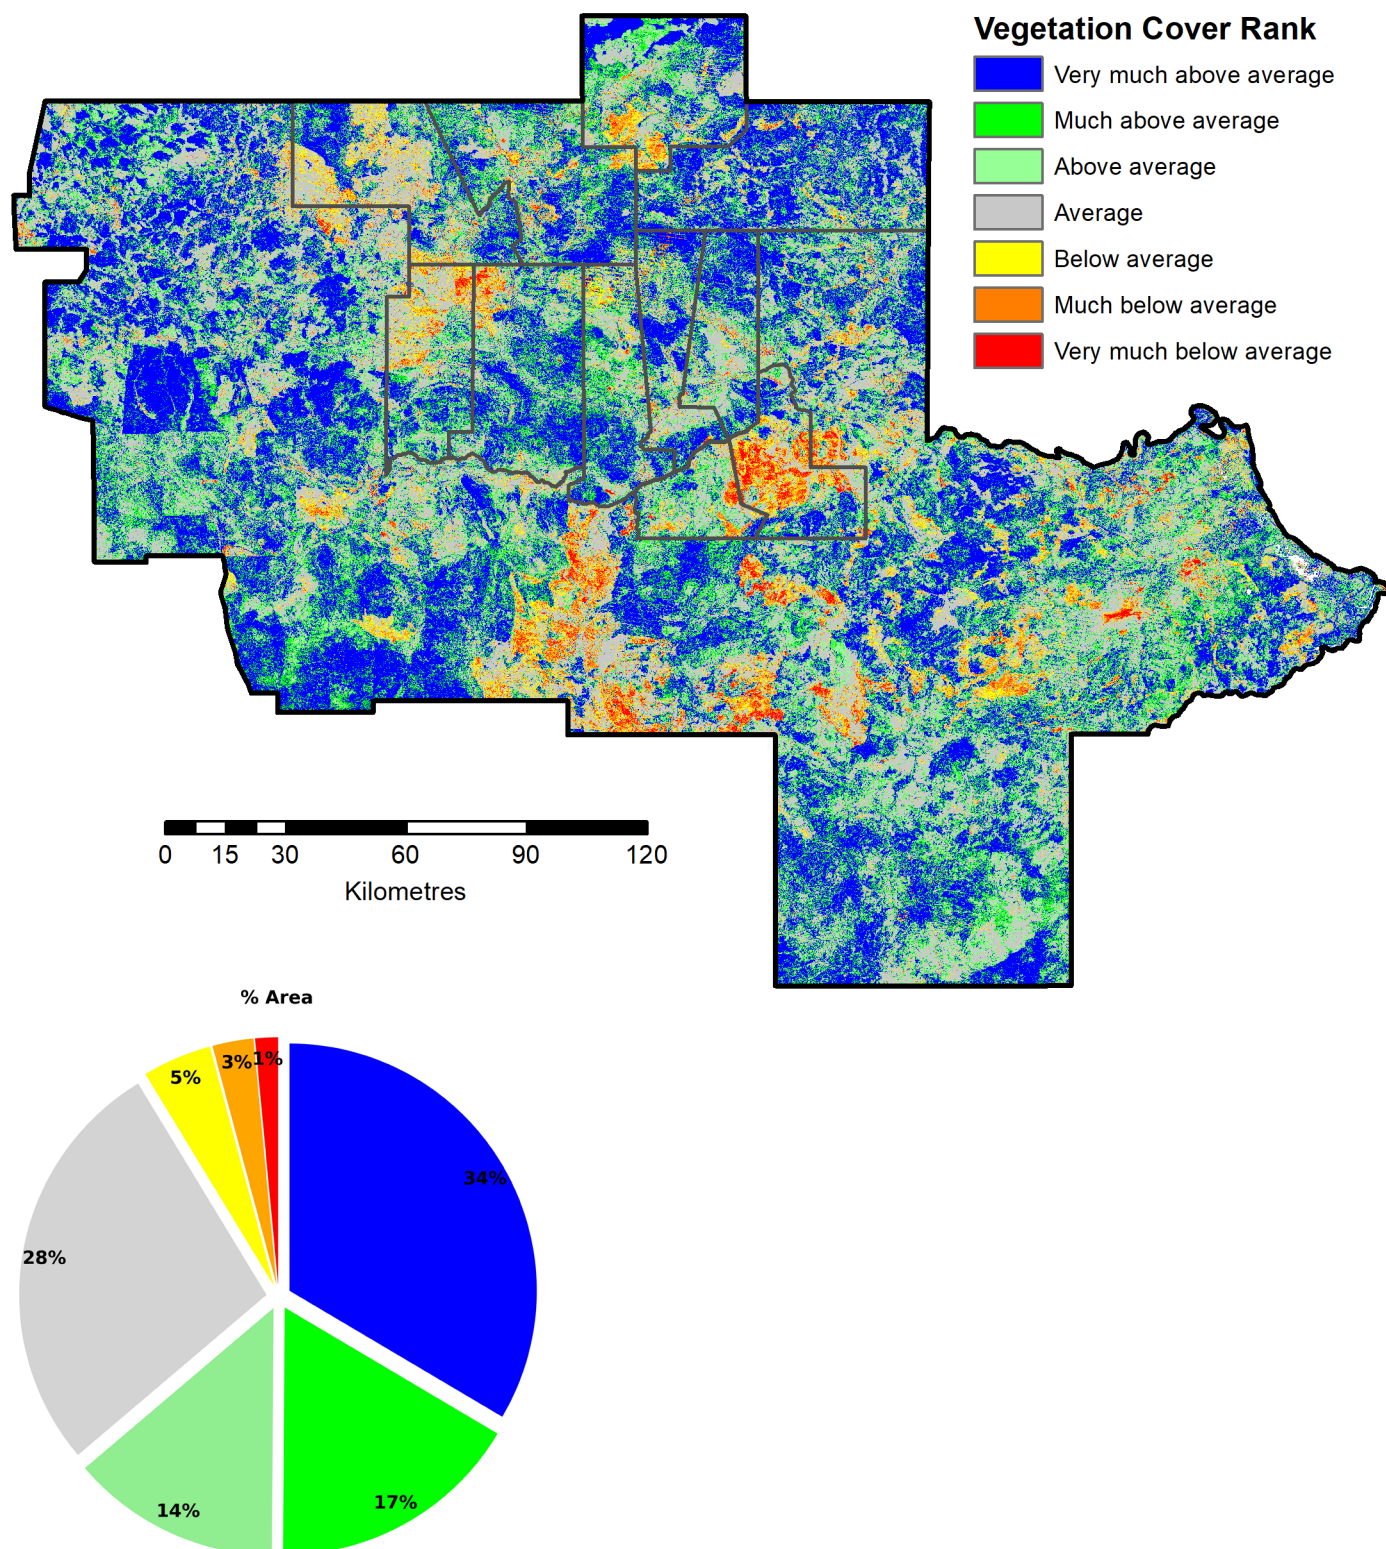 Vegetation Cover Rank
Very much above average
Much above average
Above average
Average
Below average
Much below average
Very much below average
0 15 30 60 90 120
Kilometres
% Area
5%
3%
1%
34%
28%
14%
17%